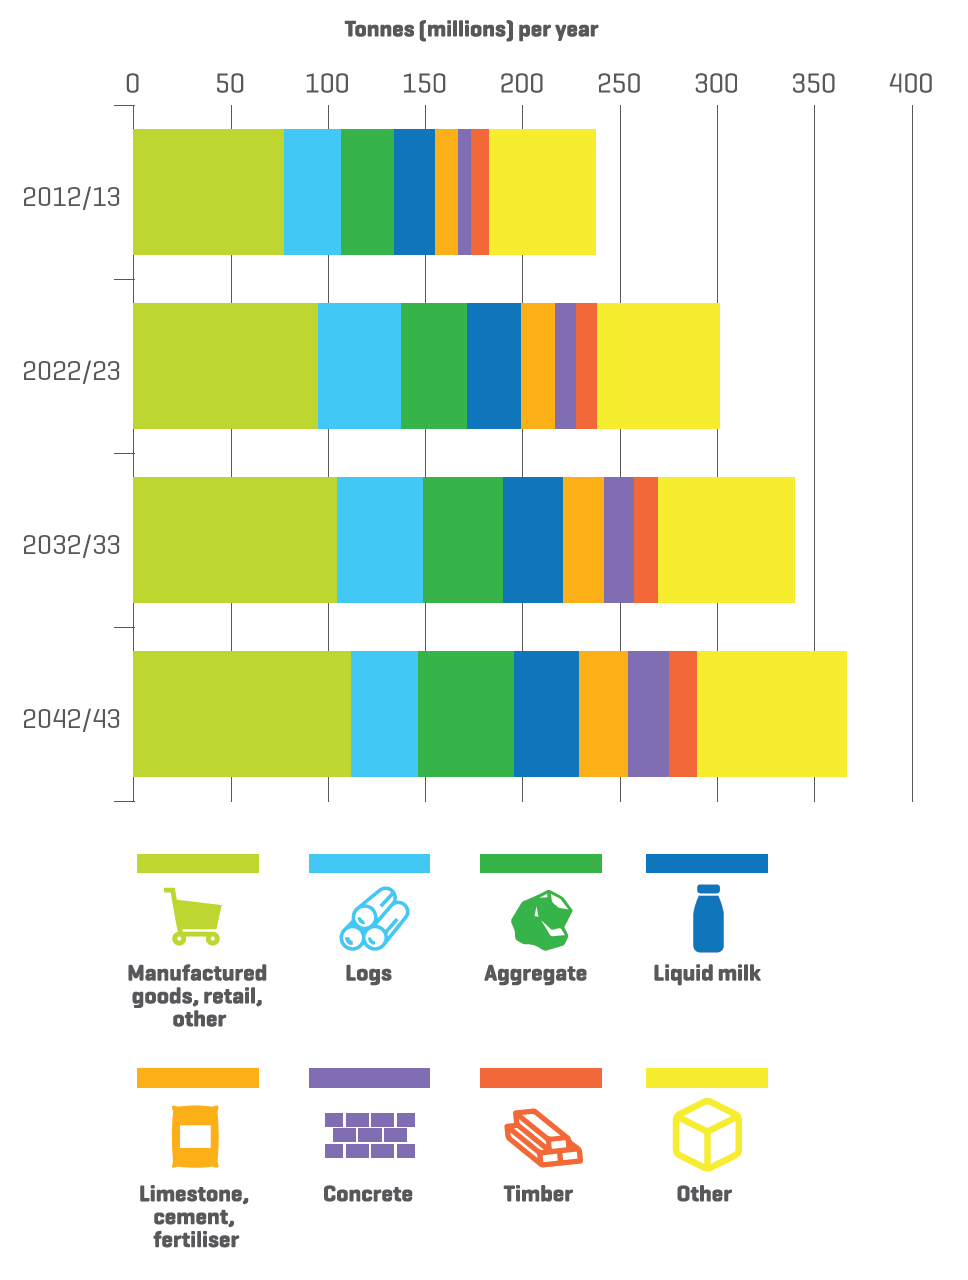 Tonnes (millions) per year
0 50 100 150 200 250 300 350 400
2012/13
2022/23
2032/33
2042/43
Manufactured
goods, retail,
other
Logs
Aggregate
Liquid milk
Limestone,
cement,
fertiliser
Concrete
Timber
Other